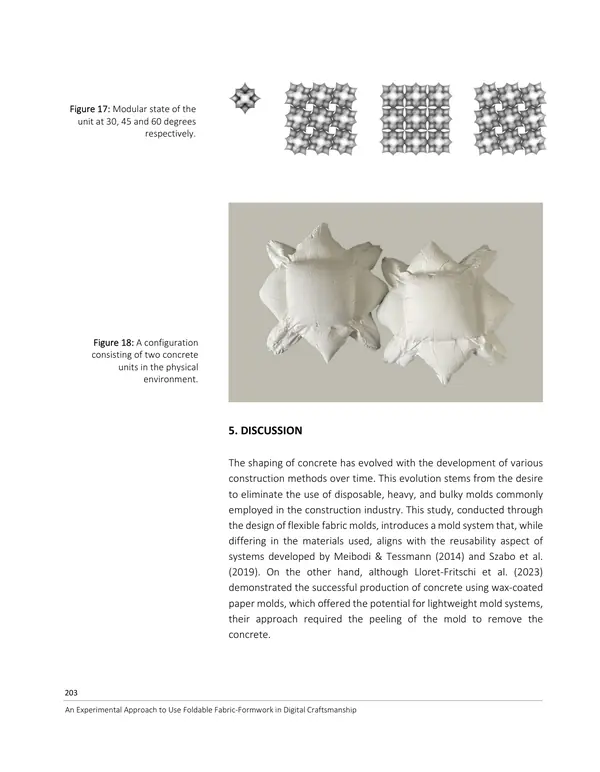 Figure 17: Modular state of the
unit at 30, 45 and 60 degrees
respectively.
Figure 18: A configuration
consisting of two concrete
units in the physical
environment.
5. DISCUSSION
The shaping of concrete has evolved with the development of various
construction methods over time. This evolution stems from the desire
to eliminate the use of disposable, heavy, and bulky molds commonly
employed in the construction industry. This study, conducted through
the design of flexible fabric molds, introduces a mold system that, while
differing in the materials used, aligns with the reusability aspect of
systems developed by Meibodi & Tessmann (2014) and Szabo et al.
(2019). On the other hand, although Lloret-Fritschi et al. (2023)
demonstrated the successful production of concrete using wax-coated
paper molds, which offered the potential for lightweight mold systems,
their approach required the peeling of the mold to remove the
concrete.
203
An Experimental Approach to Use Foldable Fabric-Formwork in Digital Craftsmanship